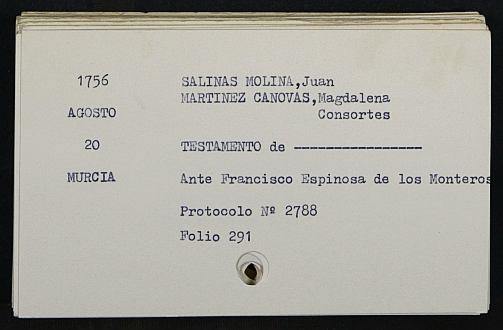 1756 SALINAS MOLINA,Juan
MARTINEZ CANOVAS,Magdalena
AGOSTO Consortes
20 TESTAMENTO de -----------------
MURCIA Ante Francisco Espinosa de los Monteros
Protocolo Nº 2788
Folio 291